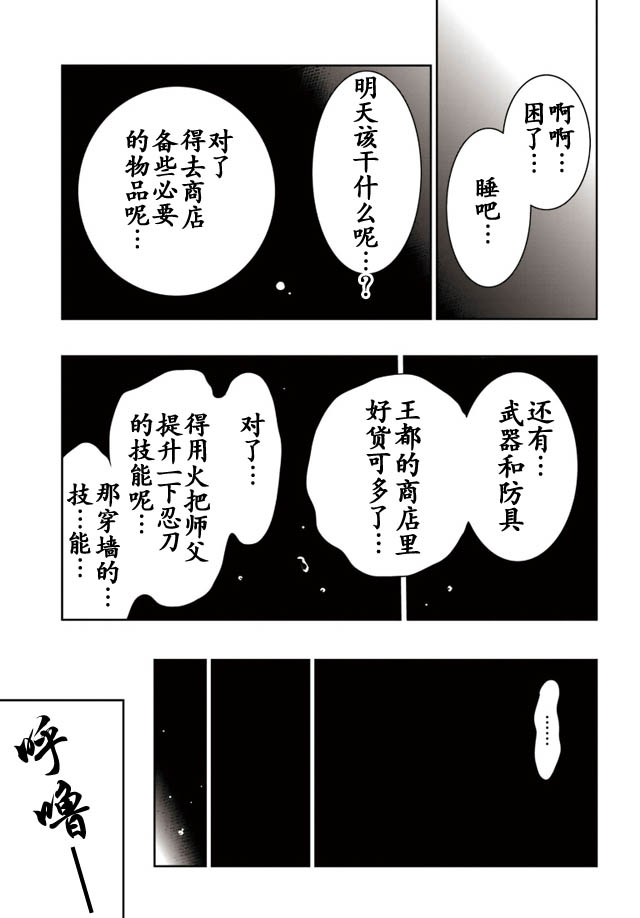 啊啊…
困了…
睡吧…
明天该干什么呢…？
对了
得去商店
备些必要
的物品呢…
还有…
武器和防具
王都的商店里
好货可多了…
对了…
得用火把师父
提升一下忍刀
的技能呢…
那穿墙的…
技…能…
……
呼噜—